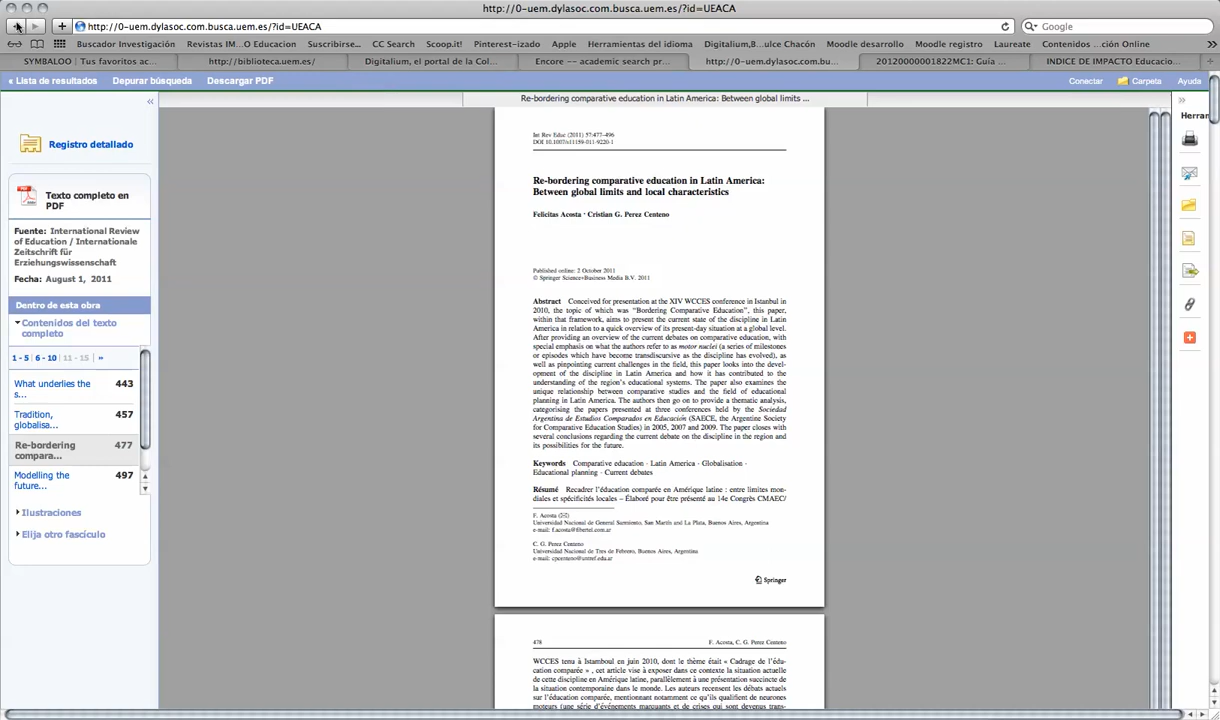 http://0-uem.dylasoc.com.busca.uem.es/?id=UEACA
http://0-uem.dylasoc.com.busca.uem.es/?id=UEACA
Google
Buscador Investigación
Revistas IM...O Educacion
Suscribirse...
CC Search
Scoop.it!
Pinterest-izado
Apple
Herramientas del idioma
Digitalium,B...ulce Chacón
Moodle desarrollo
Moodle registro
Laureate
Contenidos ...ción Online
SYMBALOO | Tus favoritos ac...
http://biblioteca.uem.es/
Digitalium, el portal de la Col...
Encore -- academic search pr...
http://0-uem.dylasoc.com.bu...
20120000001822MC1: Guía ...
INDICE DE IMPACTO Educacio...
« Lista de resultados
Depurar búsqueda
Descargar PDF
Conectar
Carpeta
Ayuda
Re-bordering comparative education in Latin America: Between global limits ...
«
»
Herran
Registro detallado
Texto completo en
PDF
Fuente: International Review
of Education / Internationale
Zeitschrift für
Erziehungswissenschaft
Fecha: August 1, 2011
Dentro de esta obra
Contenidos del texto
completo
1 - 5 | 6 - 10 | 11 - 15 | »
What underlies the
s...
443
Tradition,
globalisa...
457
Re-bordering
compara...
477
Modelling the
future...
497
Ilustraciones
Elija otro fascículo
Int Rev Educ (2011) 57:477–496
DOI 10.1007/s11159-011-9220-1
Re-bordering comparative education in Latin America:
Between global limits and local characteristics
Felicitas Acosta · Cristian G. Perez Centeno
Published online: 2 October 2011
© Springer Science+Business Media B.V. 2011
Abstract Conceived for presentation at the XIV WCCES conference in Istanbul in
2010, the topic of which was “Bordering Comparative Education”, this paper,
within that framework, aims to present the current state of the discipline in Latin
America in relation to a quick overview of its present-day situation at a global level.
After providing an overview of the current debates on comparative education, with
special emphasis on what the authors refer to as motor nuclei (a series of milestones
or episodes which have become transdiscursive as the discipline has evolved), as
well as pinpointing current challenges in the field, this paper looks into the devel-
opment of the discipline in Latin America and how it has contributed to the
understanding of the region’s educational systems. The paper also examines the
unique relationship between comparative studies and the field of educational
planning in Latin America. The authors then go on to provide a thematic analysis,
categorising the papers presented at three conferences held by the Sociedad
Argentina de Estudios Comparados en Educación (SAECE, the Argentine Society
for Comparative Education Studies) in 2005, 2007 and 2009. The paper closes with
several conclusions regarding the current debate on the discipline in the region and
its possibilities for the future.
Keywords Comparative education · Latin America · Globalisation ·
Educational planning · Current debates
Résumé Recadrer l’éducation comparée en Amérique latine : entre limites mon-
diales et spécificités locales – Élaboré pour être présenté au 14e Congrès CMAEC/
F. Acosta (✉)
Universidad Nacional de General Sarmiento, San Martín und La Plata, Buenos Aires, Argentina
e-mail: f.acosta@fibertel.com.ar
C. G. Perez Centeno
Universidad Nacional de Tres de Febrero, Buenos Aires, Argentina
e-mail: cpcenteno@untref.edu.ar
Springer
478
F. Acosta, C. G. Perez Centeno
WCCES tenu à Istamboul en juin 2010, dont le thème était « Cadrage de l’édu-
cation comparée » , cet article vise à exposer dans ce contexte la situation actuelle
de cette discipline en Amérique latine, parallèlement à une présentation succincte de
la situation contemporaine dans le monde. Les auteurs recensent les débats actuels
sur l’éducation comparée, mentionnant notamment ce qu’ils qualifient de neurones
moteurs (une série d’événements marquants et de crises qui sont devenus trans-